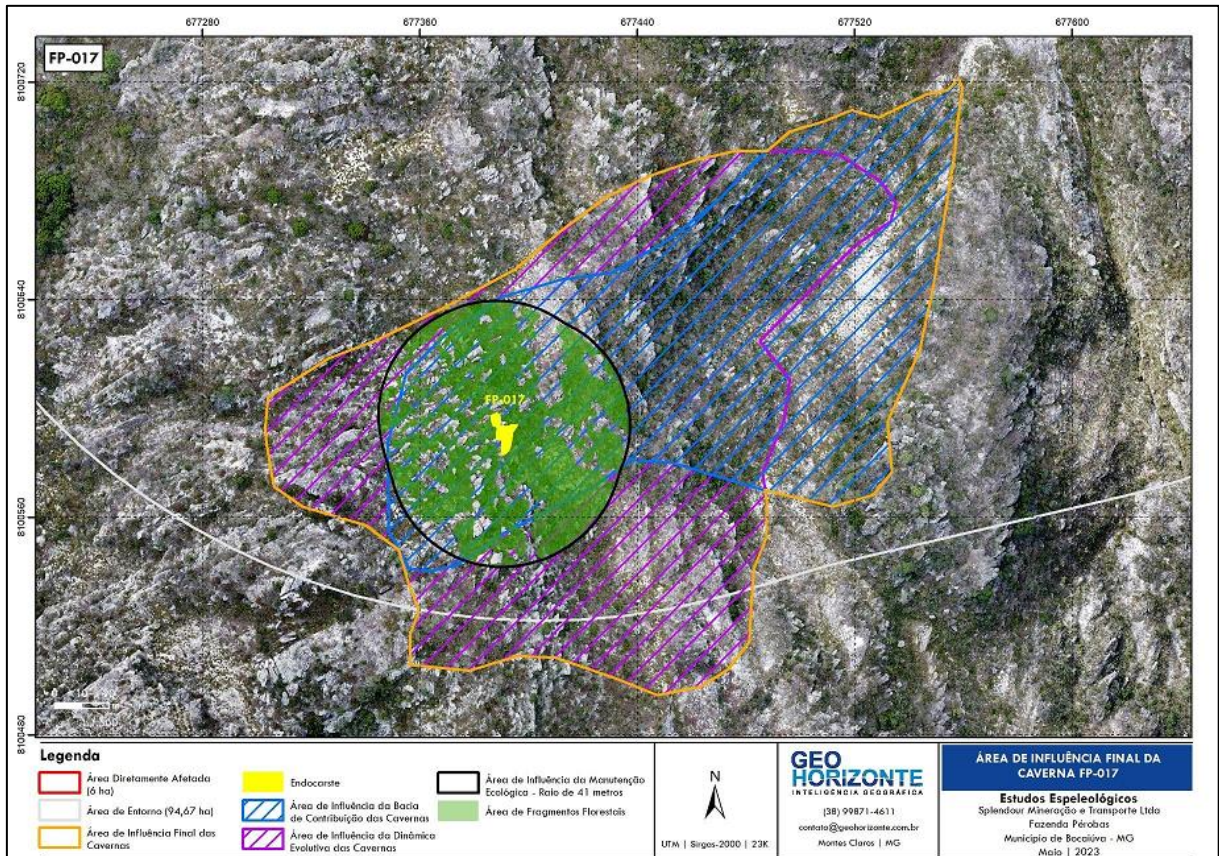 677280
677360
677440
677520
677600
FP-017
8100720
8100640
8100560
8100480
FP-017
Legenda
Área Diretamente Afetada
(6 ha)
Área de Entorno (94,67 ha)
Área de Influência Final das
Cavernas
Endocarste
Área de Influência da Bacia
de Contribuição das Cavernas
Área de Influência da Dinâmica
Evolutiva das Cavernas
Área de Influência da Manutenção
Ecológica - Raio de 41 metros
Área de Fragmentos Florestais
N
UTM | Sirgas-2000 | 23K
GEO
HORIZONTE
INTELIGÊNCIA GEOGRÁFICA
(38) 99871-4611
contato@geohorizonte.com.br
Montes Claros | MG
ÁREA DE INFLUÊNCIA FINAL DA
CAVERNA FP-017
Estudos Espeleológicos
Splendour Mineração e Transporte Ltda
Fazenda Pérobas
Município de Bocaiúva - MG
Maio | 2023